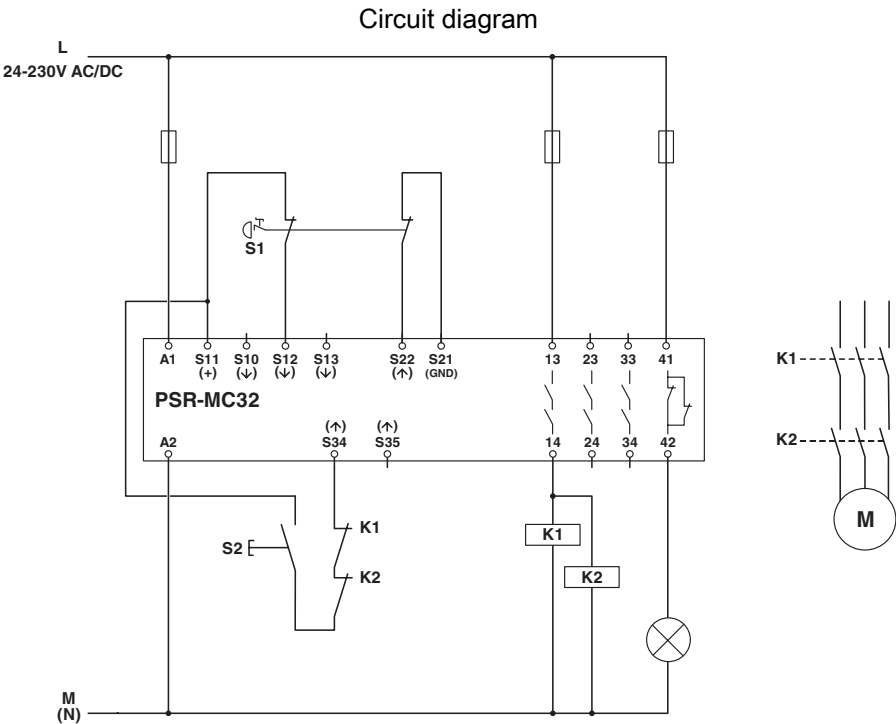 Circuit diagram
L
24-230V AC/DC
S1
A1 S11 S10 S12 S13 S22 S21 13 23 33 41
(+) (↓) (↓) (↓) (↑) (GND)
PSR-MC32
(↑) (↑)
A2 S34 S35 14 24 34 42
K1
K2
M
S2
K1
K2
K1
K2
M
(N)